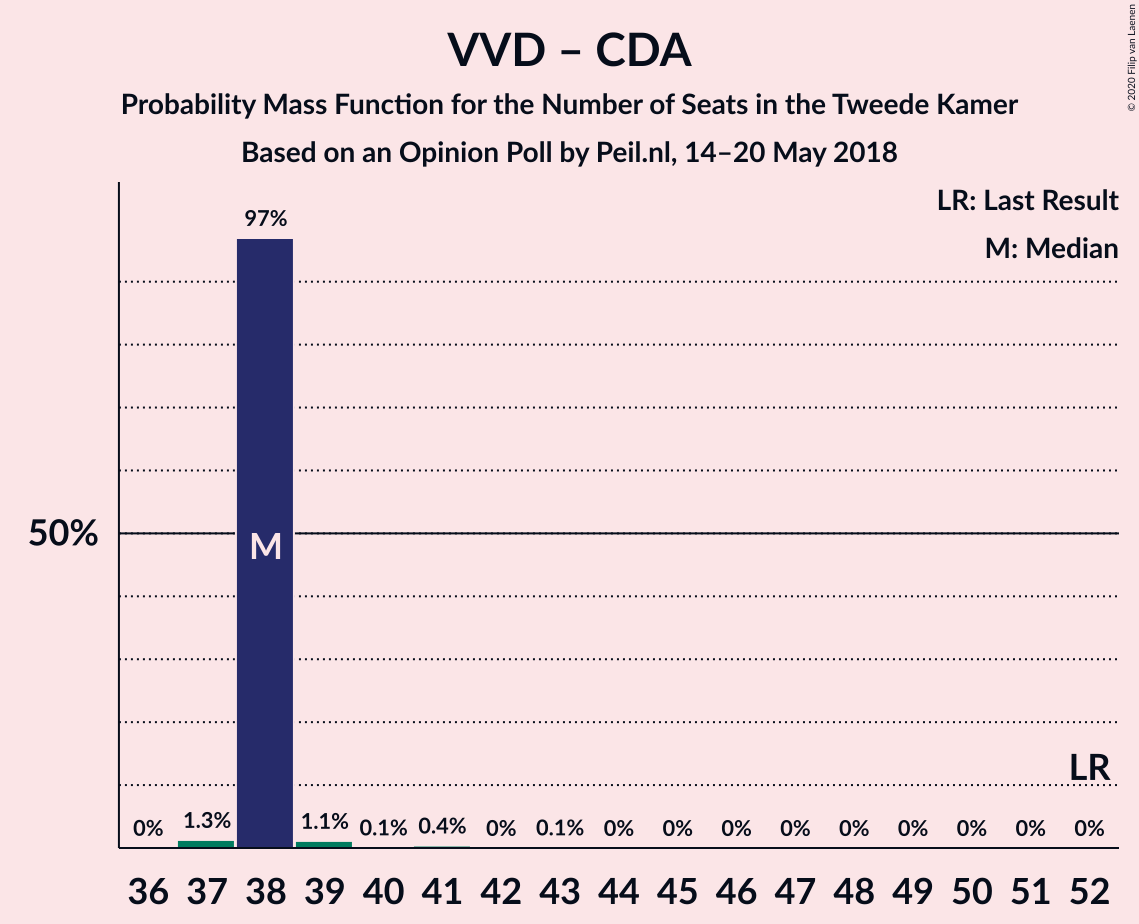 VVD – CDA
Probability Mass Function for the Number of Seats in the Tweede Kamer
Based on an Opinion Poll by Peil.nl, 14–20 May 2018
© 2020 Filip van Laenen
LR: Last Result
M: Median
97%
50%
M
LR
0% 1.3% 1.1% 0.1% 0.4% 0% 0.1% 0% 0% 0% 0% 0% 0% 0% 0% 0%
36 37 38 39 40 41 42 43 44 45 46 47 48 49 50 51 52